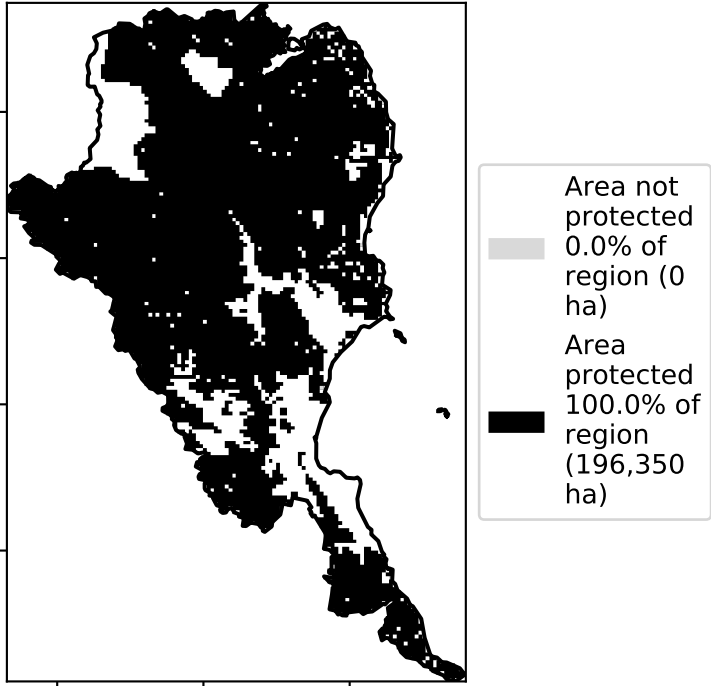 Area not
protected
0.0% of
region (0
ha)
Area
protected
100.0% of
region
(196,350
ha)